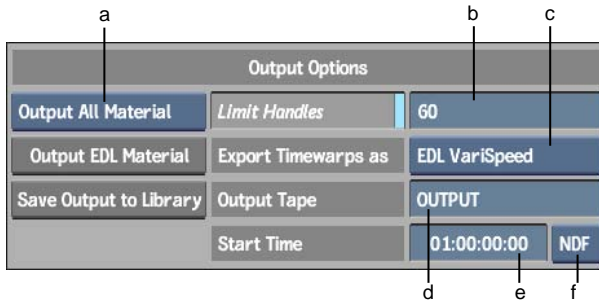 a b c
Output Options
Output All Material Limit Handles 60
Output EDL Material Export Timewarps as EDL VariSpeed
Save Output to Library Output Tape OUTPUT
Start Time 01:00:00:00 NDF
d e f